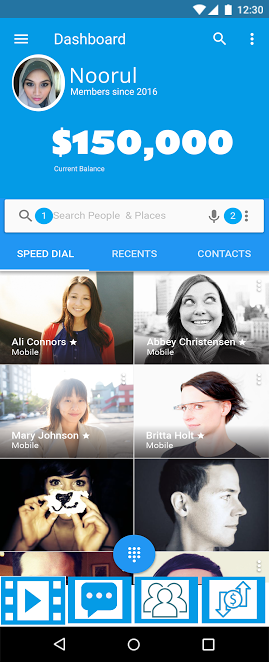 12:30
Dashboard
Noorul
Members since 2016
$150,000
Current Balance
1 Search People & Places 2
SPEED DIAL RECENTS CONTACTS
Ali Connors ★ Abbey Christensen ★
Mobile Mobile
Mary Johnson ★ Britta Holt ★
Mobile Mobile
$